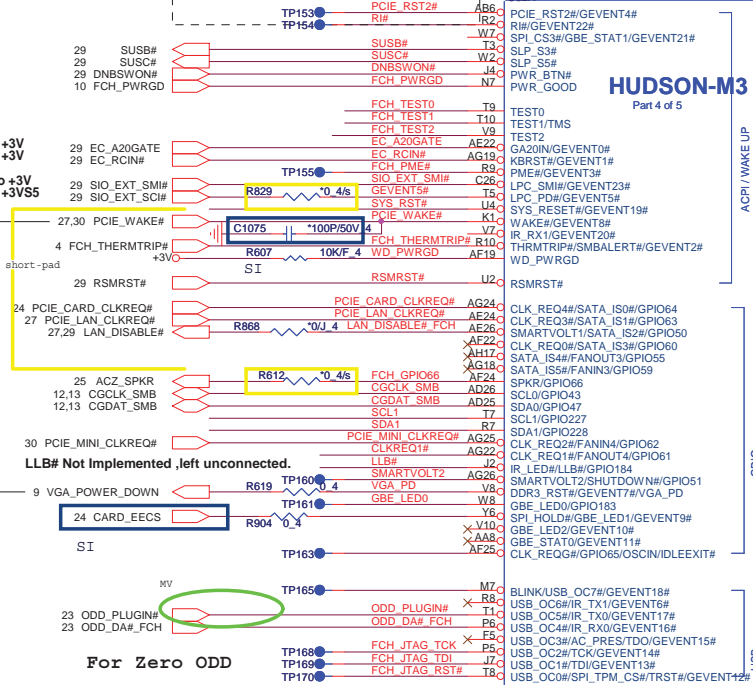 TP153 PCIE_RST2# AB6 PCIE_RST2#/GEVENT4#
TP154 RI# R2 RI#/GEVENT22#
W7 SPI_CS3#/GBE_STAT1/GEVENT21#
29 SUSB# SUSB# T3 SLP_S3#
29 SUSC# SUSC# W2 SLP_S5#
29 DNBSWON# DNBSWON# J4 PWR_BTN#
10 FCH_PWRGD FCH_PWRGD N7 PWR_GOOD
HUDSON-M3
Part 4 of 5
FCH_TEST0 T9 TEST0
FCH_TEST1 T10 TEST1/TMS
FCH_TEST2 V9 TEST2
+3V 29 EC_A20GATE EC_A20GATE AE22 GA20IN/GEVENT0#
+3V 29 EC_RCIN# EC_RCIN# AG19 KBRST#/GEVENT1#
TP155 FCH_PME# R9 PME#/GEVENT3#
o +3V 29 SIO_EXT_SMI# SIO_EXT_SMI# C26 LPC_SMI#/GEVENT23#
+3VS5 29 SIO_EXT_SCI# R829 *0_4/s GEVENT5# T5 LPC_PD#/GEVENT5#
SYS_RST# U4 SYS_RESET#/GEVENT19#
27,30 PCIE_WAKE# PCIE_WAKE# K1 WAKE#/GEVENT8#
C1075 *100P/50V_4 V7 IR_RX1/GEVENT20#
4 FCH_THERMTRIP# FCH_THERMTRIP# R10 THRMTRIP#/SMBALERT#/GEVENT2#
+3V R607 10K/F_4 WD_PWRGD AF19 WD_PWRGD
short-pad
SI
29 RSMRST# RSMRST# U2 RSMRST#
ACPI / WAKE UP
24 PCIE_CARD_CLKREQ# PCIE_CARD_CLKREQ# AG24 CLK_REQ4#/SATA_IS0#/GPIO64
27 PCIE_LAN_CLKREQ# PCIE_LAN_CLKREQ# AE24 CLK_REQ3#/SATA_IS1#/GPIO63
27,29 LAN_DISABLE# R868 *0/J_4 LAN_DISABLE#_FCH AE26 SMARTVOLT1/SATA_IS2#/GPIO50
AF22 CLK_REQ0#/SATA_IS3#/GPIO60
AH17 SATA_IS4#/FANOUT3/GPIO55
AG18 SATA_IS5#/FANIN3/GPIO59
25 ACZ_SPKR R612 *0_4/s FCH_GPIO66 AF24 SPKR/GPIO66
12,13 CGCLK_SMB CGCLK_SMB AD26 SCL0/GPIO43
12,13 CGDAT_SMB CGDAT_SMB AD25 SDA0/GPIO47
SCL1 T7 SCL1/GPIO227
SDA1 R7 SDA1/GPIO228
30 PCIE_MINI_CLKREQ# PCIE_MINI_CLKREQ# AG25 CLK_REQ2#/FANIN4/GPIO62
CLKREQ1# AG22 CLK_REQ1#/FANOUT4/GPIO61
LLB# Not Implemented ,left unconnected. LLB# J2 IR_LED#/LLB#/GPIO184
TP160 SMARTVOLT2 AG26 SMARTVOLT2/SHUTDOWN#/GPIO51
9 VGA_POWER_DOWN R619 0_4 VGA_PD V8 DDR3_RST#/GEVENT7#/VGA_PD
TP161 GBE_LED0 W8 GBE_LED0/GPIO183
24 CARD_EECS R904 0_4 Y6 SPI_HOLD#/GBE_LED1/GEVENT9#
V10 GBE_LED2/GEVENT10#
SI
AA8 GBE_STAT0/GEVENT11#
TP163 AF25 CLK_REQG#/GPIO65/OSCIN/IDLEEXIT#
MV
TP165 M7 BLINK/USB_OC7#/GEVENT18#
R8 USB_OC6#/IR_TX1/GEVENT6#
23 ODD_PLUGIN# ODD_PLUGIN# T1 USB_OC5#/IR_TX0/GEVENT17#
23 ODD_DA#_FCH ODD_DA#_FCH P6 USB_OC4#/IR_RX0/GEVENT16#
F5 USB_OC3#/AC_PRES/TDO/GEVENT15#
TP168 FCH_JTAG_TCK P5 USB_OC2#/TCK/GEVENT14#
For Zero ODD
TP169 FCH_JTAG_TDI J7 USB_OC1#/TDI/GEVENT13#
TP170 FCH_JTAG_RST# T8 USB_OC0#/SPI_TPM_CS#/TRST#/GEVENT12#